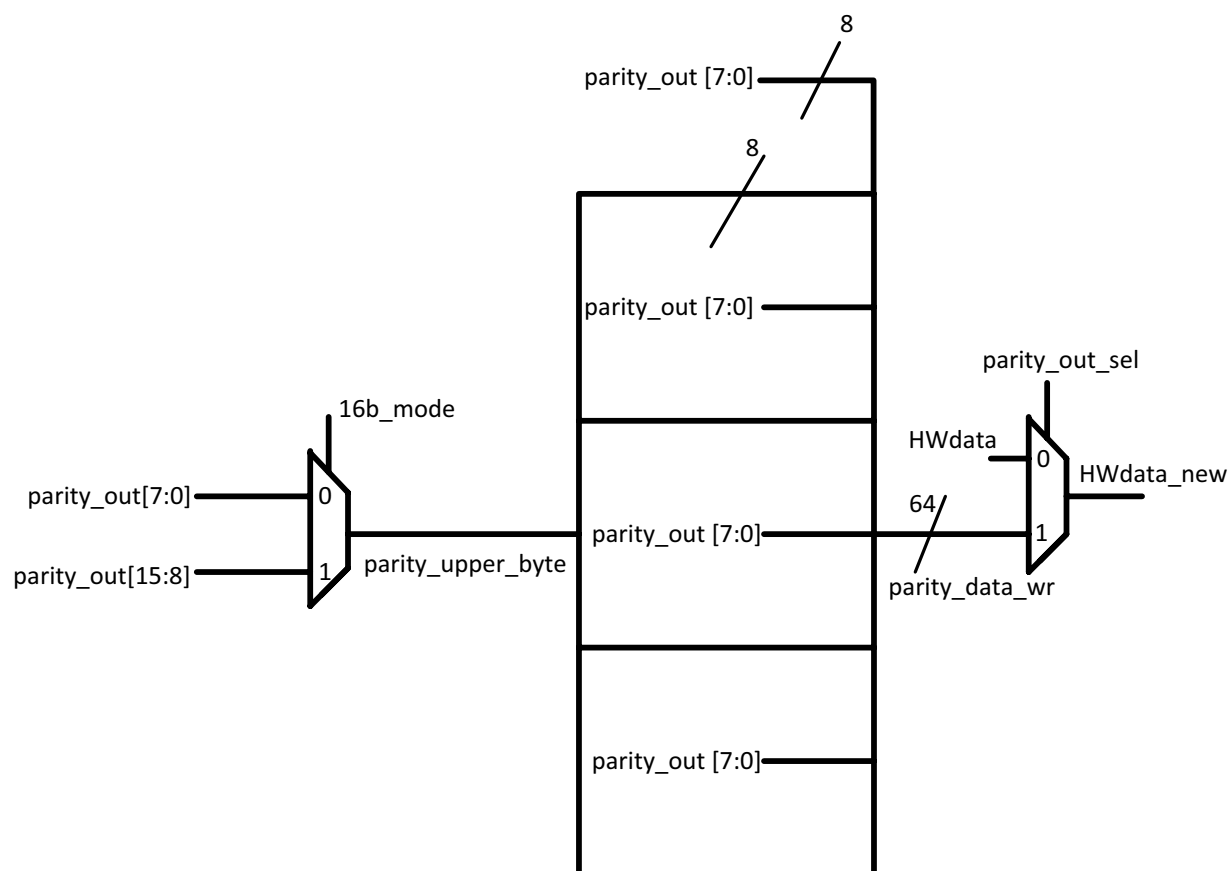 8
parity_out [7:0]
8
parity_out [7:0]
parity_out_sel
16b_mode
HWdata
0
HWdata_new
parity_out[7:0]
0
64
parity_out [7:0]
1
parity_upper_byte
parity_out[15:8]
1
parity_data_wr
parity_out [7:0]